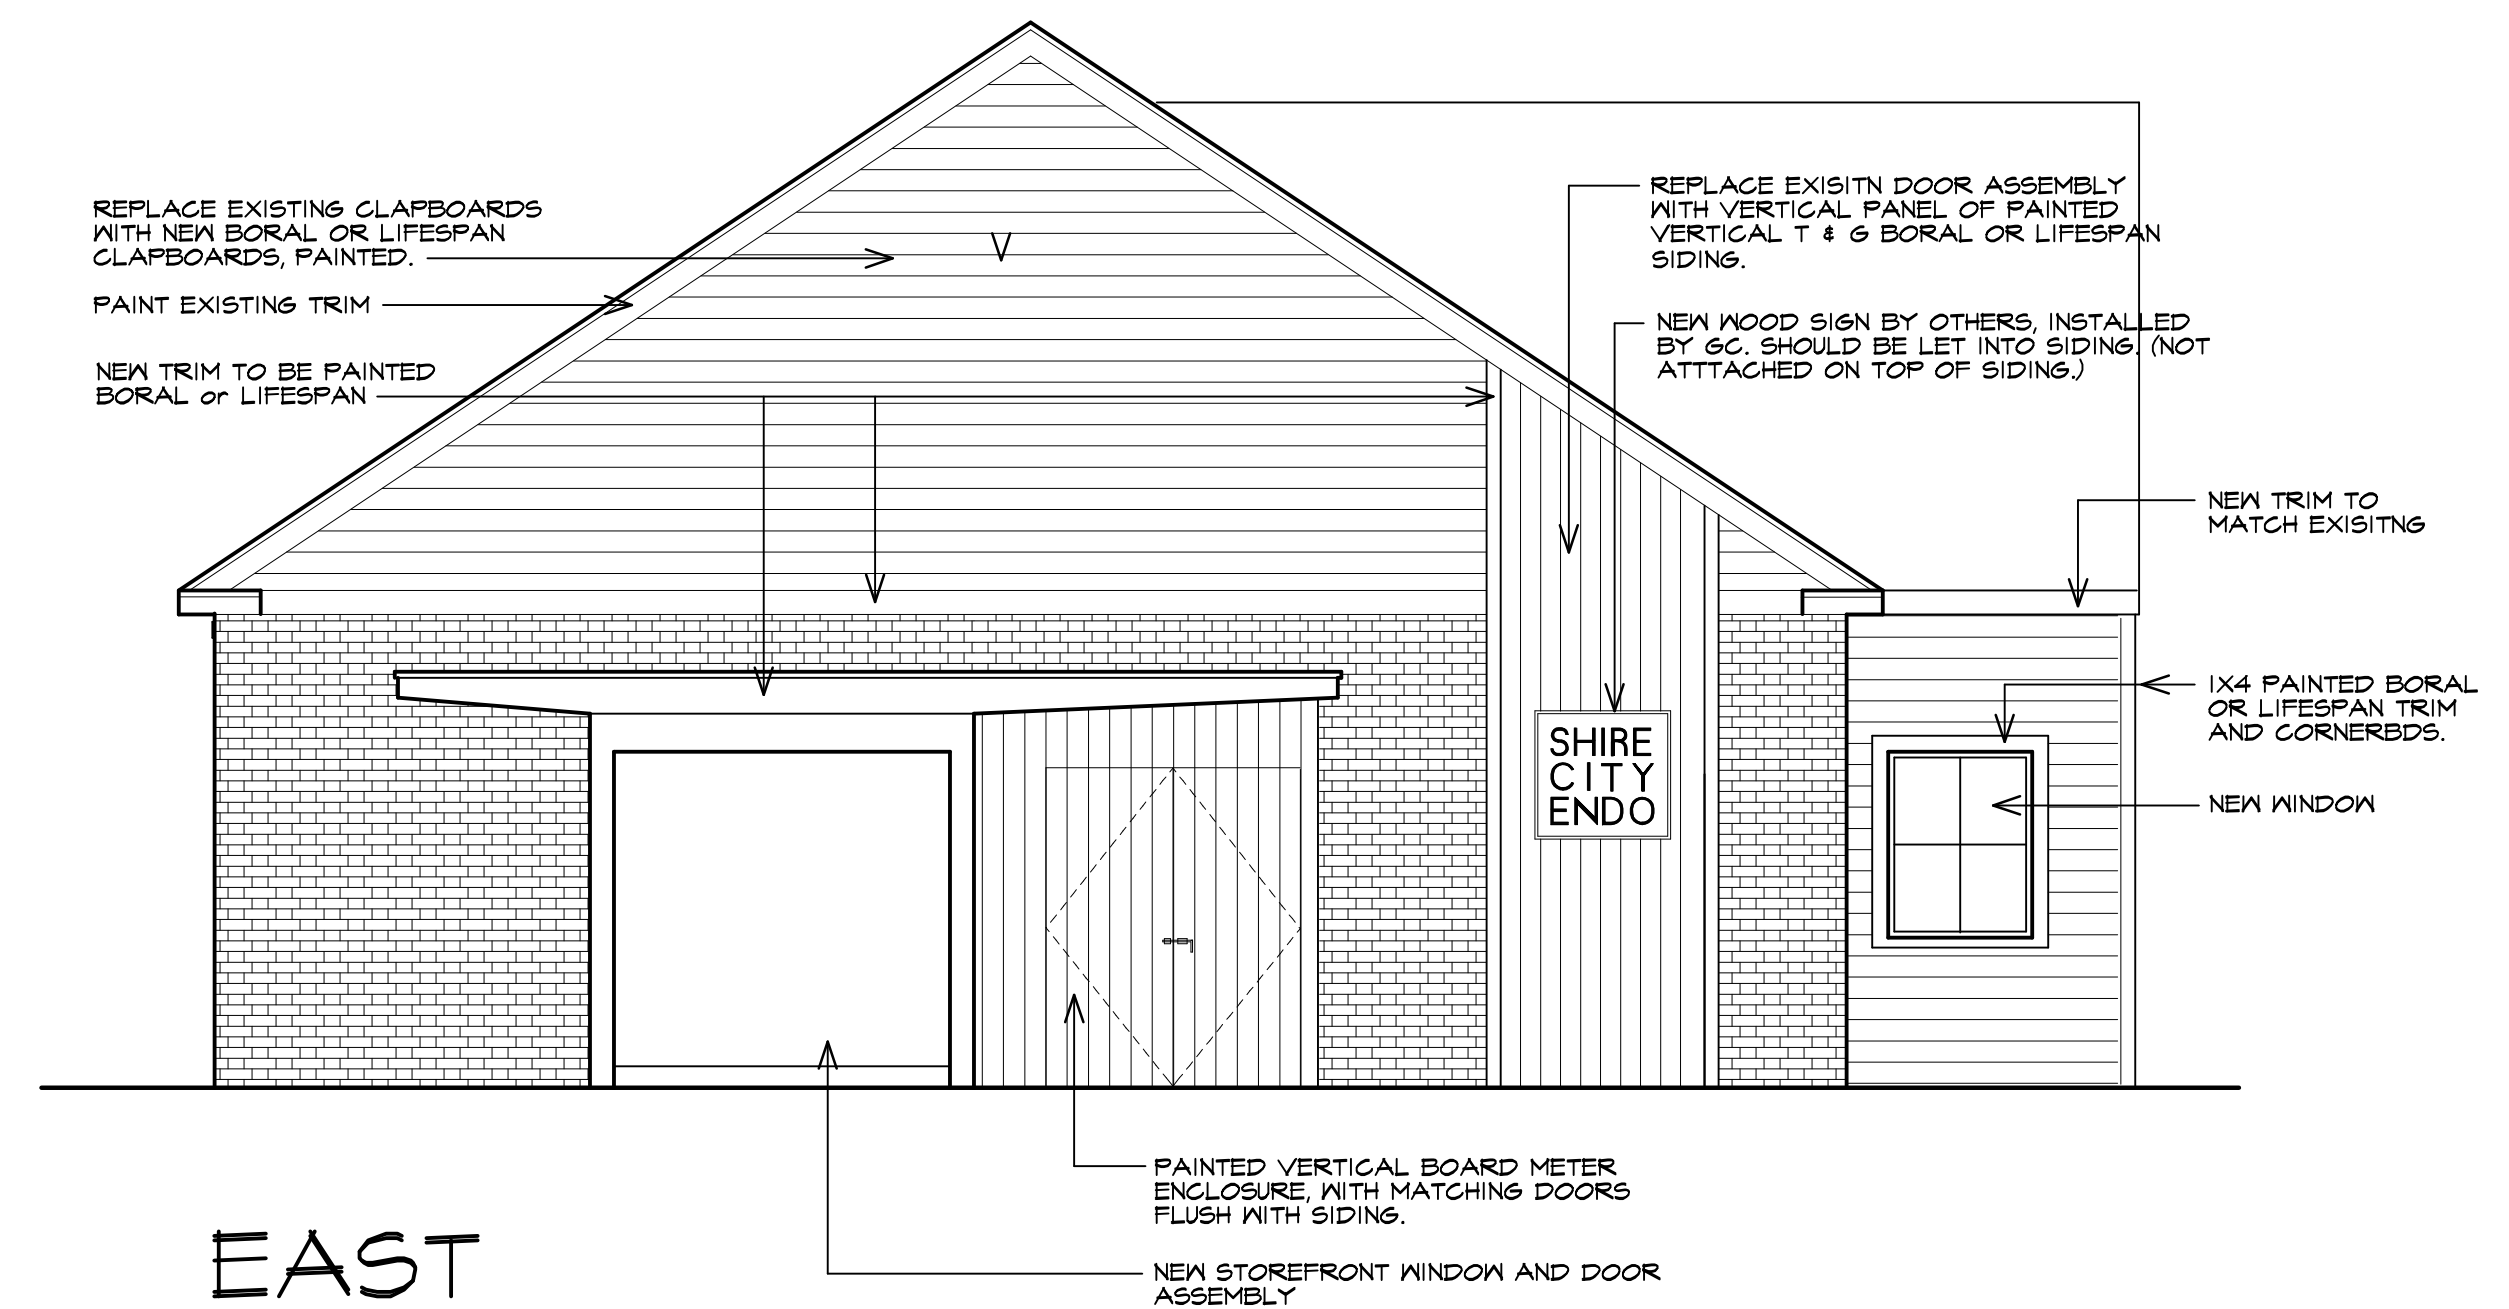 REPLACE EXISTING CLAPBOARDS
WITH NEW BORAL OR LIFESPAN
CLAPBOARDS, PAINTED.
PAINT EXISTING TRIM
NEW TRIM TO BE PAINTED
BORAL or LIFESPAN
REPLACE EXISITN DOOR ASSEMBLY
WITH VERTICAL PANEL OF PAINTED
VERTICAL T & G BORAL OR LIFESPAN
SIDING.
NEW WOOD SIGN BY OTHERS, INSTALLED
BY GC. SHOULD BE LET INTO SIDING. (NOT
ATTTACHED ON TOP OF SIDING.)
NEW TRIM TO
MATCH EXISITNG
1X4 PAINTED BORAL
OR LIFESPAN TRIM
AND CORNERBDS.
NEW WINDOW
SHIRE
CITY
ENDO
PAINTED VERTICAL BOARD METER
ENCLOSURE, WITH MATCHING DOORS
FLUSH WITH SIDING.
NEW STOREFRONT WINDOW AND DOOR
ASSEMBLY
EAST